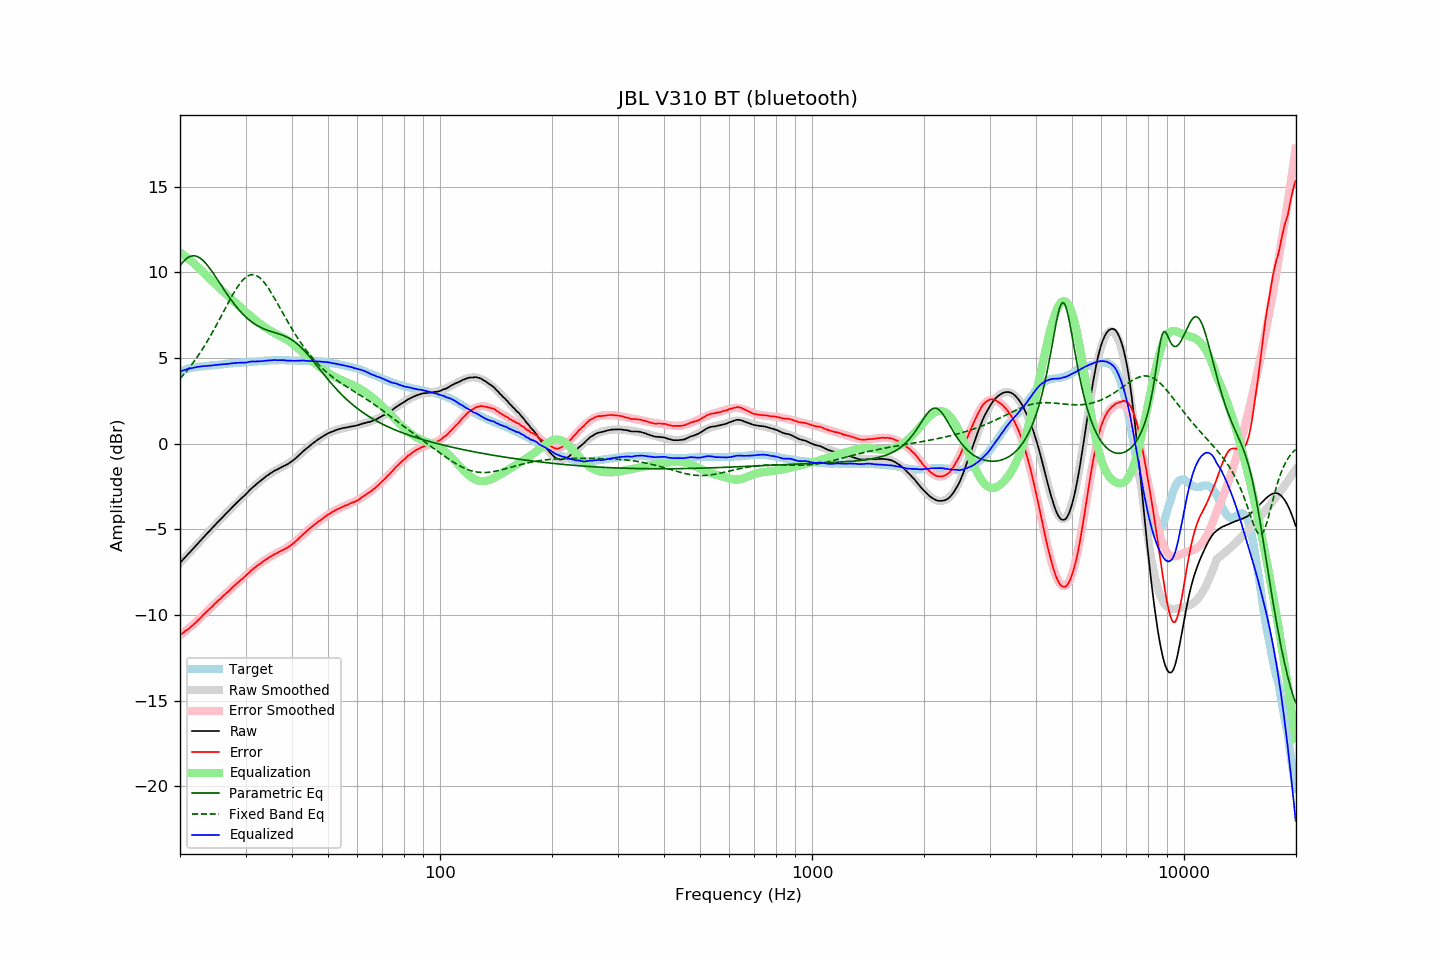 JBL V310 BT (bluetooth)
Amplitude (dBr)
15
10
5
0
−5
−10
−15
−20
Target
Raw Smoothed
Error Smoothed
Raw
Error
Equalization
Parametric Eq
Fixed Band Eq
Equalized
100
1000
10000
Frequency (Hz)